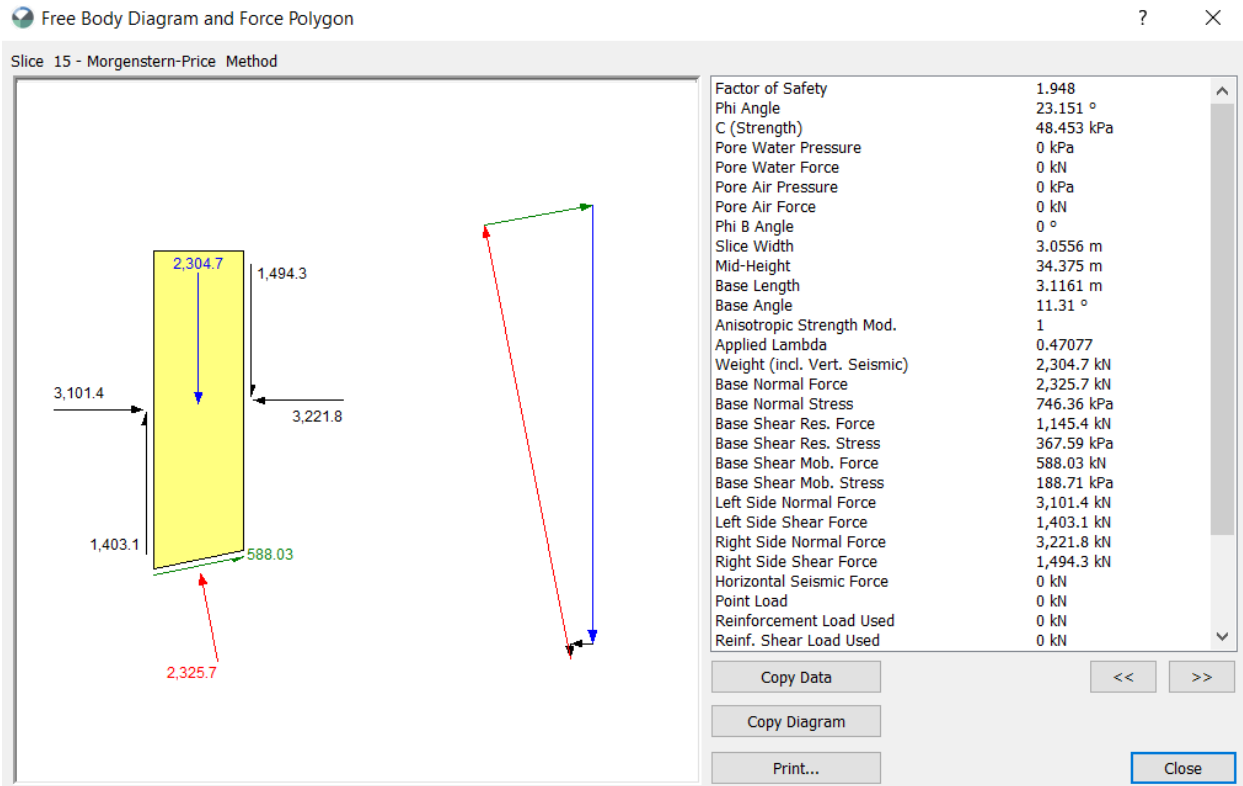 Free Body Diagram and Force Polygon
?
Slice 15 - Morgenstern-Price Method
2,304.7
1,494.3
3,101.4
3,221.8
1,403.1
588.03
2,325.7
Factor of Safety 1.948
Phi Angle 23.151 °
C (Strength) 48.453 kPa
Pore Water Pressure 0 kPa
Pore Water Force 0 kN
Pore Air Pressure 0 kPa
Pore Air Force 0 kN
Phi B Angle 0 °
Slice Width 3.0556 m
Mid-Height 34.375 m
Base Length 3.1161 m
Base Angle 11.31 °
Anisotropic Strength Mod. 1
Applied Lambda 0.47077
Weight (incl. Vert. Seismic) 2,304.7 kN
Base Normal Force 2,325.7 kN
Base Normal Stress 746.36 kPa
Base Shear Res. Force 1,145.4 kN
Base Shear Res. Stress 367.59 kPa
Base Shear Mob. Force 588.03 kN
Base Shear Mob. Stress 188.71 kPa
Left Side Normal Force 3,101.4 kN
Left Side Shear Force 1,403.1 kN
Right Side Normal Force 3,221.8 kN
Right Side Shear Force 1,494.3 kN
Horizontal Seismic Force 0 kN
Point Load 0 kN
Reinforcement Load Used 0 kN
Reinf. Shear Load Used 0 kN
Copy Data
<< >>
Copy Diagram
Print...
Close